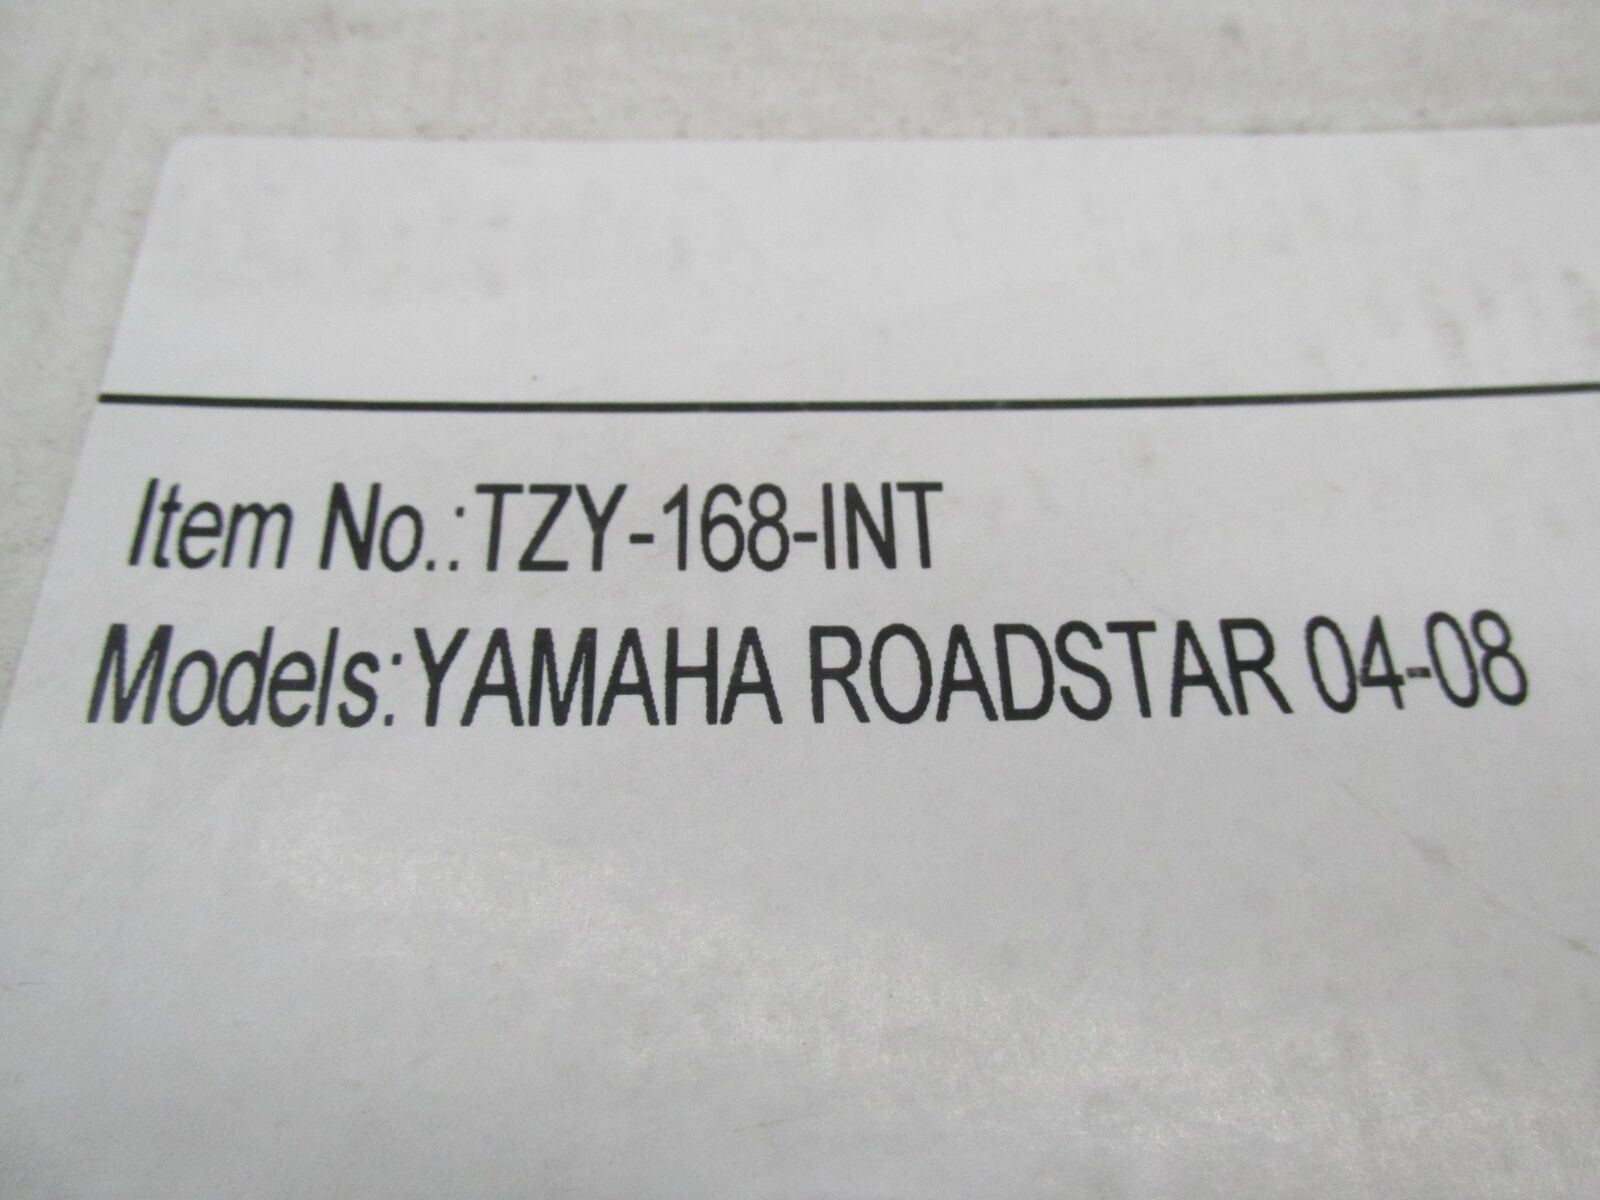 Item No.:TZY-168-INT
Models:YAMAHA ROADSTAR 04-08